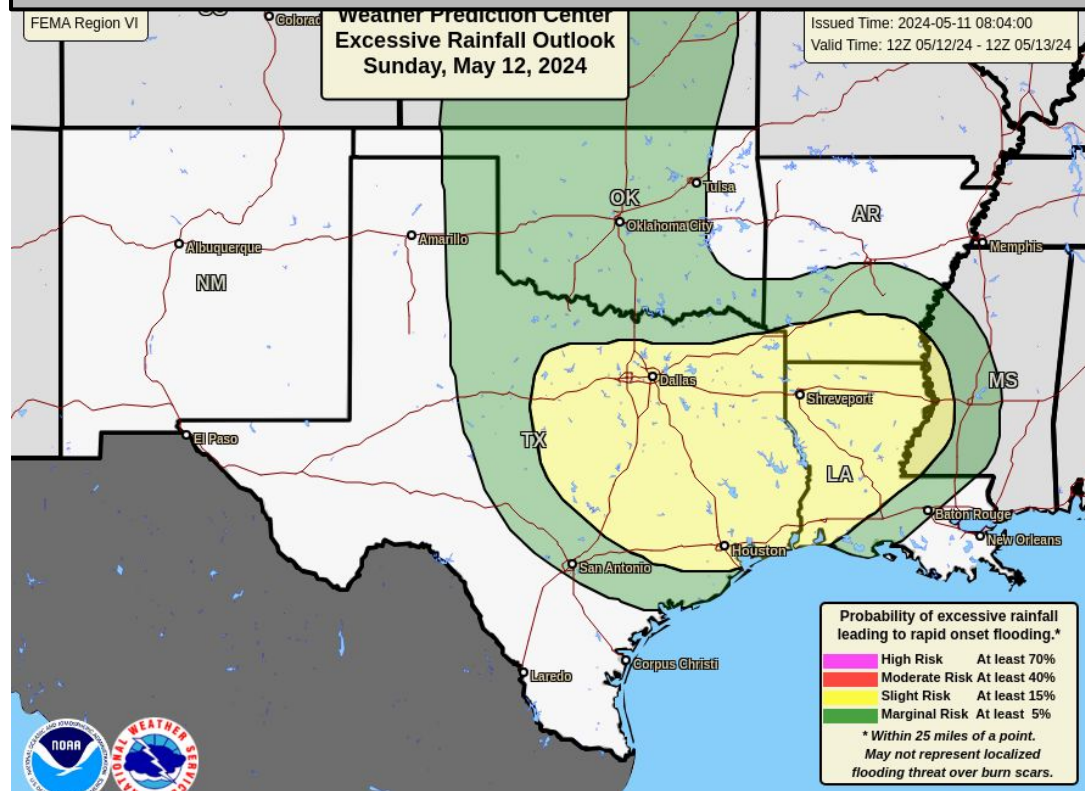 FEMA Region VI
Weather Prediction Center
Excessive Rainfall Outlook
Sunday, May 12, 2024
Issued Time: 2024-05-11 08:04:00
Valid Time: 12Z 05/12/24 - 12Z 05/13/24
Tulsa
OK
AR
Oklahoma City
Amarillo
Albuquerque
Memphis
NM
Dallas
MS
Shreveport
El Paso
TX
LA
Baton Rouge
New Orleans
Houston
San Antonio
Corpus Christi
Laredo
Probability of excessive rainfall
leading to rapid onset flooding.*
High Risk At least 70%
Moderate Risk At least 40%
Slight Risk At least 15%
Marginal Risk At least 5%
* Within 25 miles of a point.
May not represent localized
flooding threat over burn scars.
NOAA